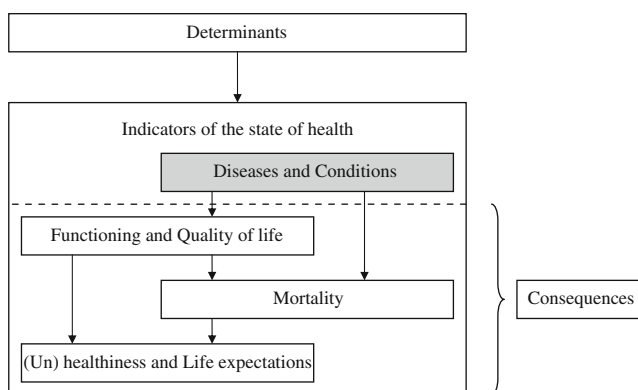 Determinants
Indicators of the state of health
Diseases and Conditions
Functioning and Quality of life
Mortality
Consequences
(Un) healthiness and Life expectations